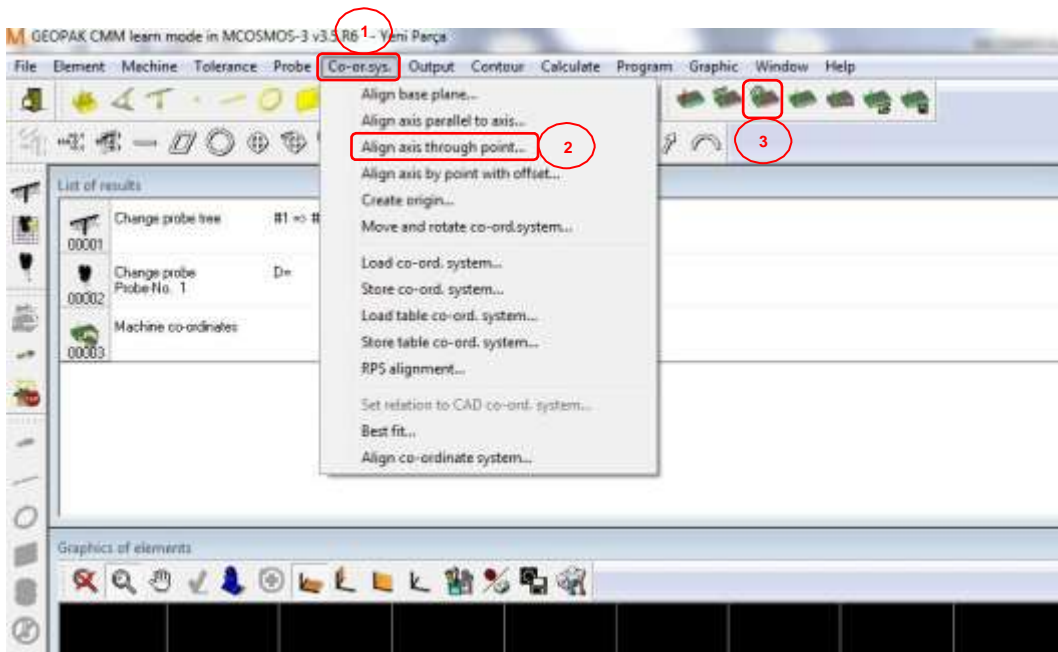 1
GEOPAK CMM learn mode in MCOSMOS-3 v3.5 R6 - Yeni Parça
File Element Machine Tolerance Probe Co-or.sys. Output Contour Calculate Program Graphic Window Help
Align base plane...
Align axis parallel to axis...
Align axis through point...
2
3
Align axis by point with offset...
Create origin...
Move and rotate co-ord.system...
Load co-ord. system...
Store co-ord. system...
Load table co-ord. system...
Store table co-ord. system...
RPS alignment...
Set relation to CAD co-ord. system...
Best fit...
Align co-ordinate system...
List of results
Change probe tree #1 => #
00001
Change probe D=
Probe-No. 1
00002
Machine co-ordinates
00003
Graphics of elements